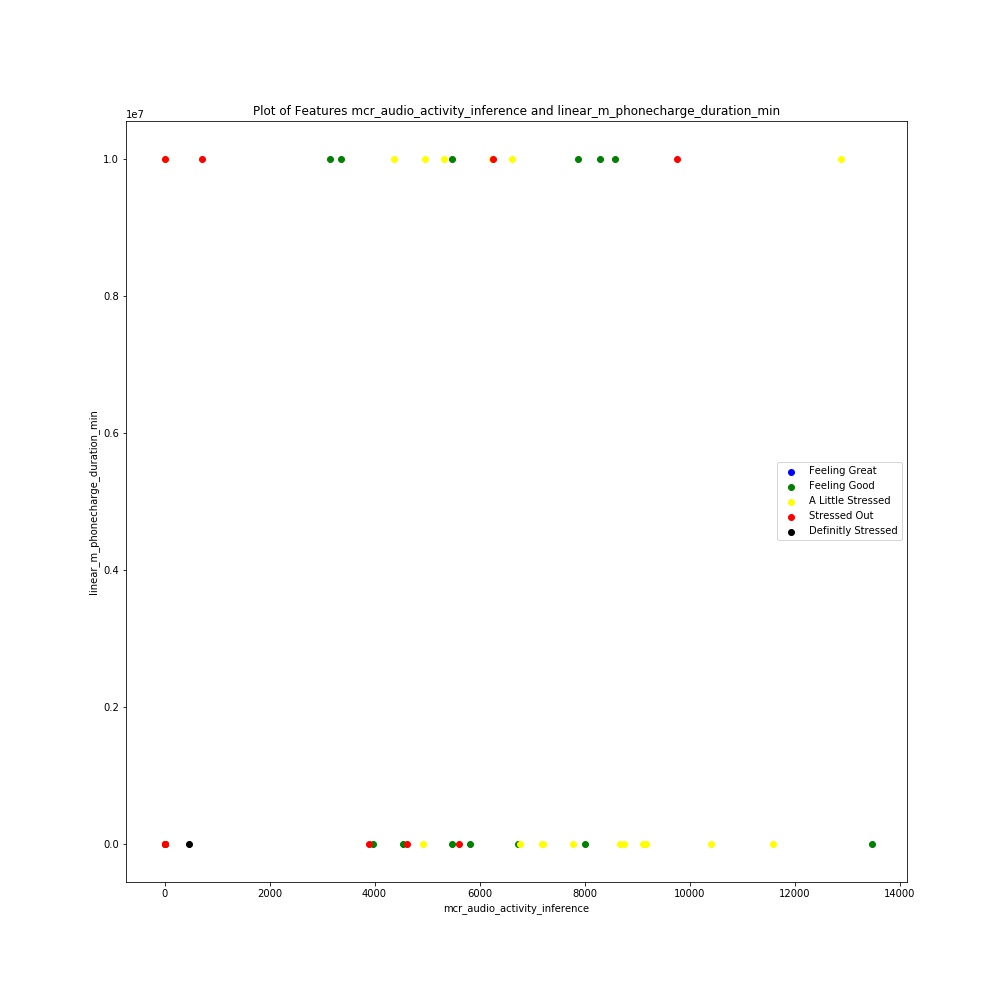 Plot of Features mcr_audio_activity_inference and linear_m_phonecharge_duration_min
1e7
1.0
0.8
0.6
0.4
0.2
0.0
linear_m_phonecharge_duration_min
Feeling Great
Feeling Good
A Little Stressed
Stressed Out
Definitly Stressed
0 2000 4000 6000 8000 10000 12000 14000
mcr_audio_activity_inference